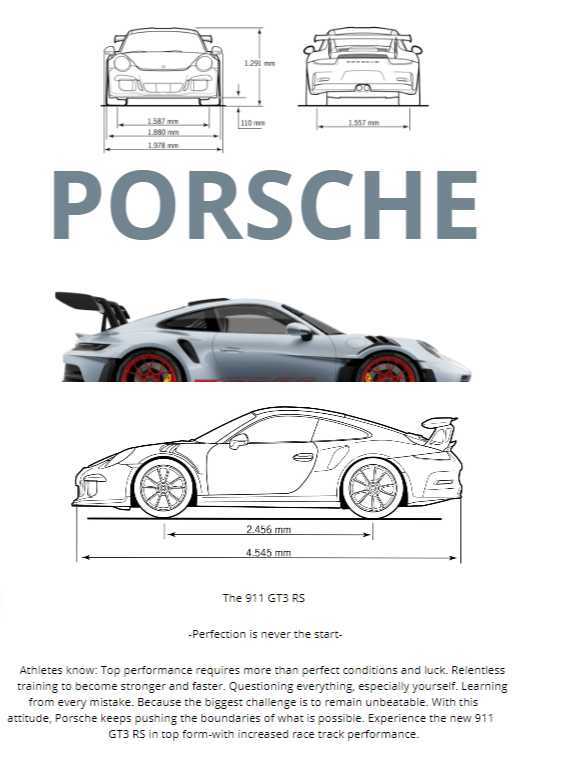 1.291 mm
110 mm
1.587 mm
1.880 mm
1.978 mm
1.557 mm
PORSCHE
2.456 mm
4.545 mm
The 911 GT3 RS
-Perfection is never the start-
Athletes know: Top performance requires more than perfect conditions and luck. Relentless
training to become stronger and faster. Questioning everything, especially yourself. Learning
from every mistake. Because the biggest challenge is to remain unbeatable. With this
attitude, Porsche keeps pushing the boundaries of what is possible. Experience the new 911
GT3 RS in top form-with increased race track performance.